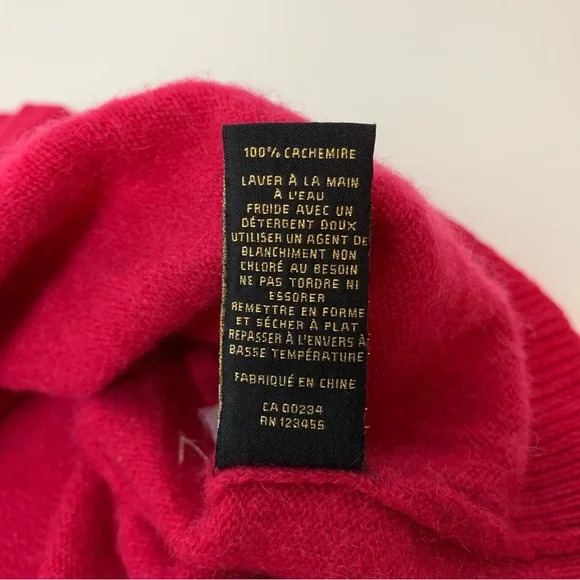 100% CACHEMIRE
LAVER À LA MAIN
À L'EAU
FROIDE AVEC UN
DÉTERGENT DOUX
UTILISER UN AGENT DE
BLANCHIMENT NON
CHLORÉ AU BESOIN
NE PAS TORDRE NI
ESSORER
REMETTRE EN FORME
ET SÉCHER À PLAT
REPASSER À L'ENVERS À
BASSE TEMPÉRATURE
FABRIQUÉ EN CHINE
CA 00234
RN 123455